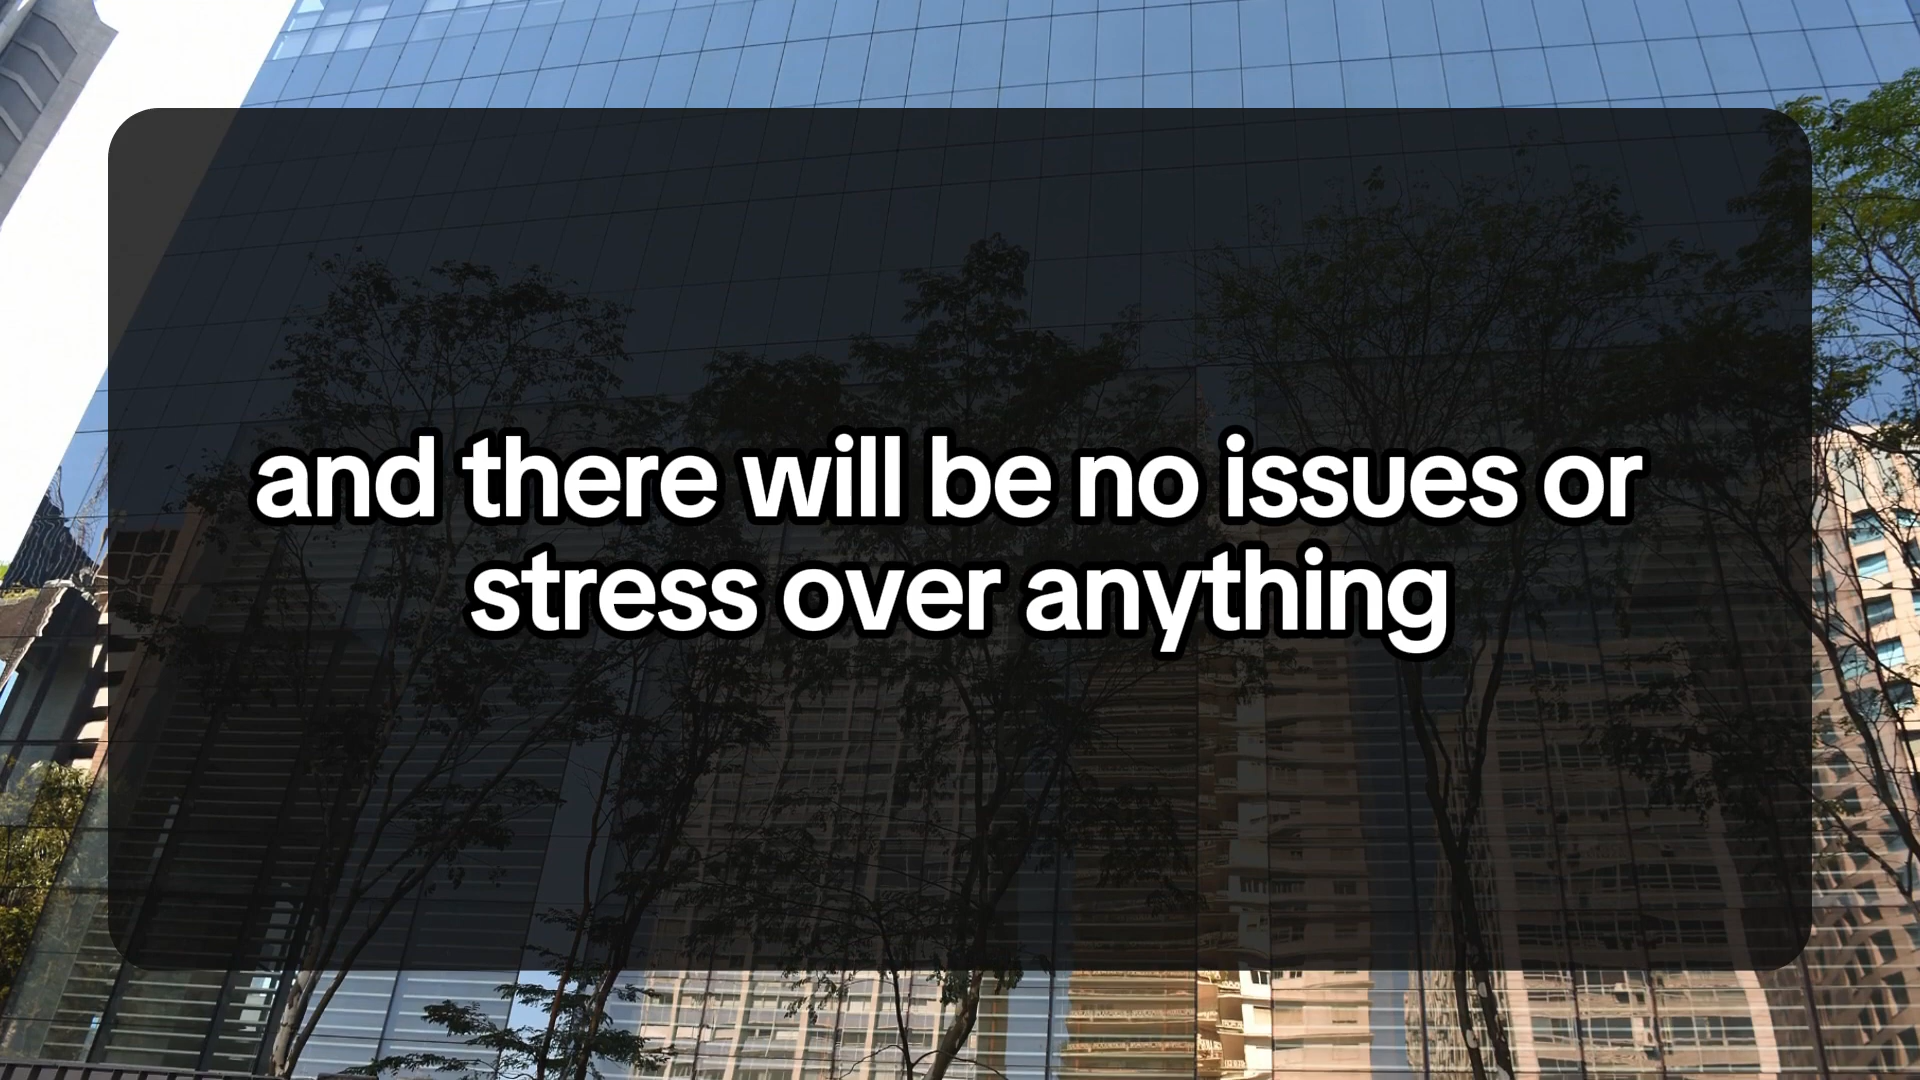 and there will be no issues or
stress over anything